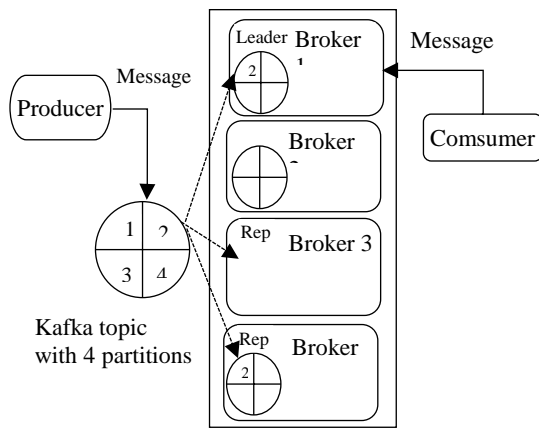 Leader
Broker
2
Message
Message
Producer
Comsumer
Broker
1
2
3
4
Rep
Broker 3
Kafka topic
with 4 partitions
Rep
Broker
2